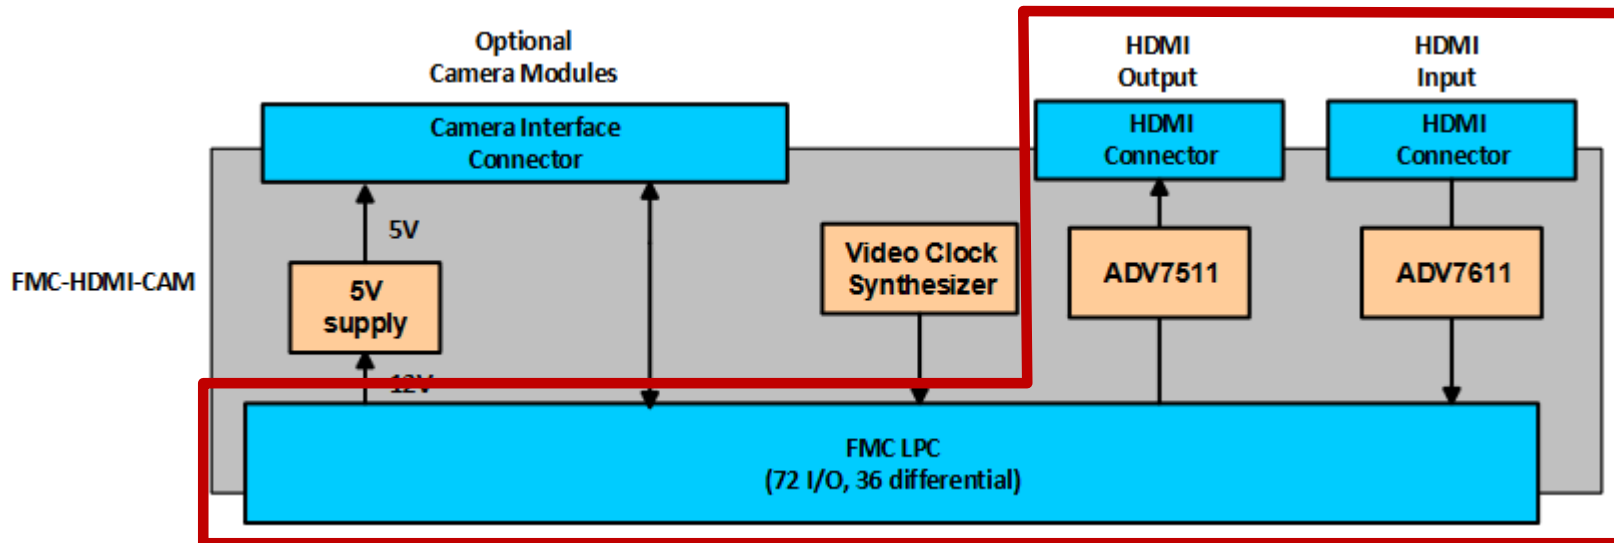 Optional
Camera Modules
HDMI
Output
HDMI
Input
Camera Interface
Connector
HDMI
Connector
HDMI
Connector
5V
Video Clock
Synthesizer
ADV7511
ADV7611
FMC-HDMI-CAM
5V
supply
12V
FMC LPC
(72 I/O, 36 differential)